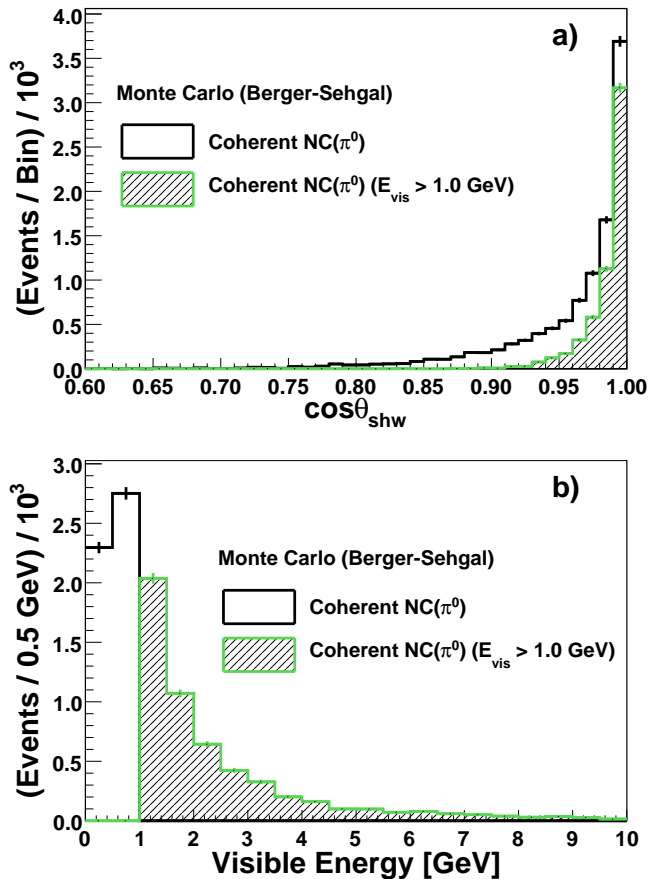 a)
Monte Carlo (Berger-Sehgal)
Coherent NC(π⁰)
Coherent NC(π⁰) (E_vis > 1.0 GeV)
(Events / Bin) / 10³
4.0
3.5
3.0
2.5
2.0
1.5
1.0
0.5
0.0
0.60 0.65 0.70 0.75 0.80 0.85 0.90 0.95 1.00
cosθ_shw
b)
Monte Carlo (Berger-Sehgal)
Coherent NC(π⁰)
Coherent NC(π⁰) (E_vis > 1.0 GeV)
(Events / 0.5 GeV) / 10³
3.0
2.5
2.0
1.5
1.0
0.5
0.0
0 1 2 3 4 5 6 7 8 9 10
Visible Energy [GeV]